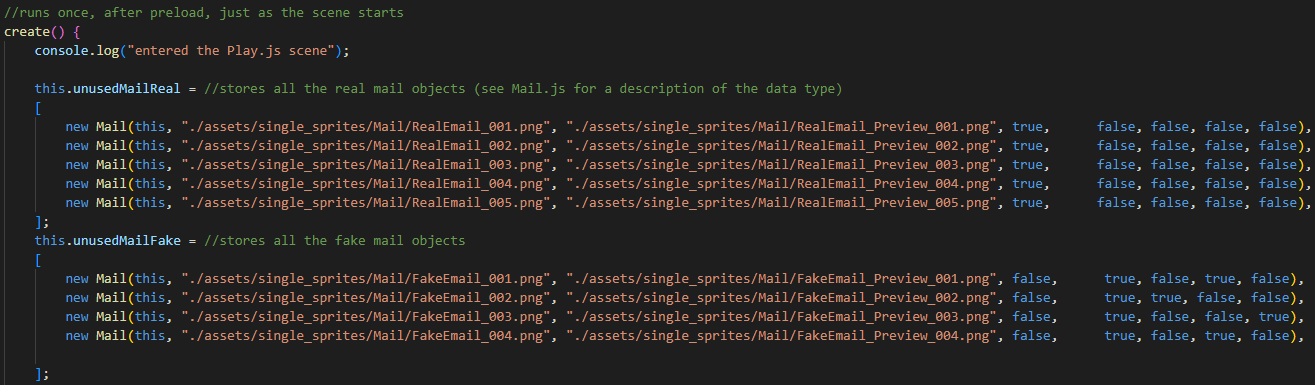 //runs once, after preload, just as the scene starts
create() {
console.log("entered the Play.js scene");
this.unusedMailReal = //stores all the real mail objects (see Mail.js for a description of the data type)
[
new Mail(this, "./assets/single_sprites/Mail/RealEmail_001.png", "./assets/single_sprites/Mail/RealEmail_Preview_001.png", true, false, false, false, false),
new Mail(this, "./assets/single_sprites/Mail/RealEmail_002.png", "./assets/single_sprites/Mail/RealEmail_Preview_002.png", true, false, false, false, false),
new Mail(this, "./assets/single_sprites/Mail/RealEmail_003.png", "./assets/single_sprites/Mail/RealEmail_Preview_003.png", true, false, false, false, false),
new Mail(this, "./assets/single_sprites/Mail/RealEmail_004.png", "./assets/single_sprites/Mail/RealEmail_Preview_004.png", true, false, false, false, false),
new Mail(this, "./assets/single_sprites/Mail/RealEmail_005.png", "./assets/single_sprites/Mail/RealEmail_Preview_005.png", true, false, false, false, false),
];
this.unusedMailFake = //stores all the fake mail objects
[
new Mail(this, "./assets/single_sprites/Mail/FakeEmail_001.png", "./assets/single_sprites/Mail/FakeEmail_Preview_001.png", false, true, false, true, false),
new Mail(this, "./assets/single_sprites/Mail/FakeEmail_002.png", "./assets/single_sprites/Mail/FakeEmail_Preview_002.png", false, true, true, false, false),
new Mail(this, "./assets/single_sprites/Mail/FakeEmail_003.png", "./assets/single_sprites/Mail/FakeEmail_Preview_003.png", false, true, false, false, true),
new Mail(this, "./assets/single_sprites/Mail/FakeEmail_004.png", "./assets/single_sprites/Mail/FakeEmail_Preview_004.png", false, true, false, true, false),
];